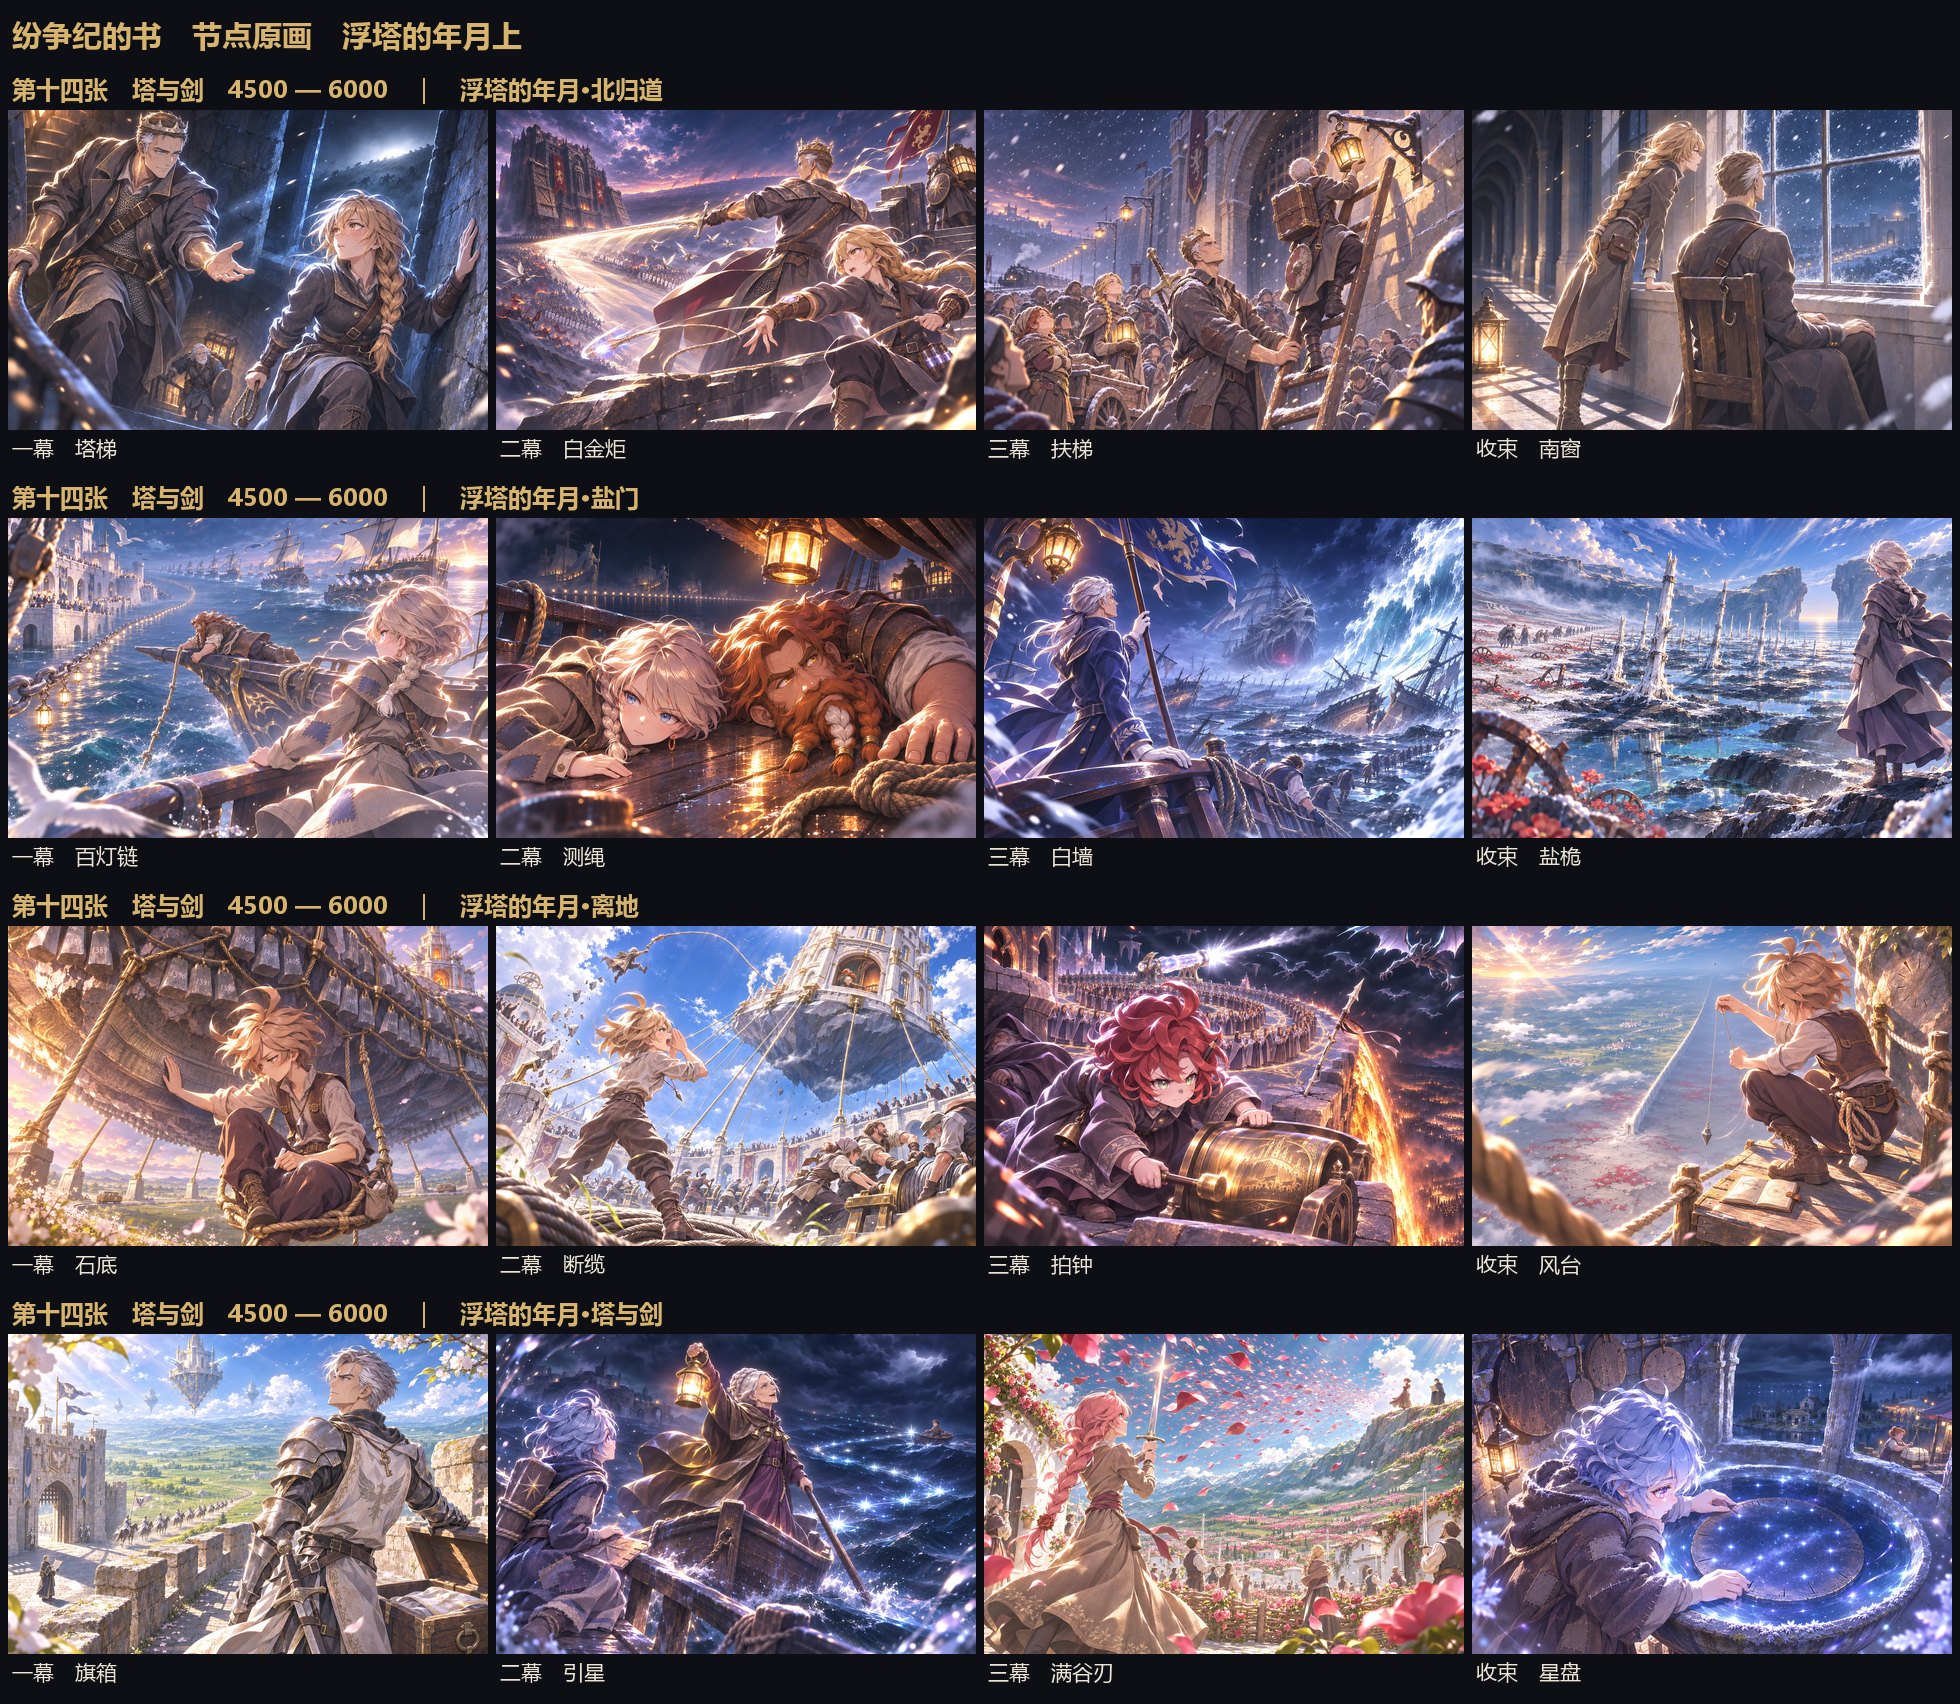 纷争纪的书 节点原画 浮塔的年月上
第十四张 塔与剑 4500 — 6000 | 浮塔的年月·北归道
一幕 塔梯
二幕 白金炬
三幕 扶梯
收束 南窗
第十四张 塔与剑 4500 — 6000 | 浮塔的年月·盐门
一幕 百灯链
二幕 测绳
三幕 白墙
收束 盐桅
第十四张 塔与剑 4500 — 6000 | 浮塔的年月·离地
一幕 石底
二幕 断缆
三幕 拍钟
收束 风台
第十四张 塔与剑 4500 — 6000 | 浮塔的年月·塔与剑
一幕 旗箱
二幕 引星
三幕 满谷刃
收束 星盘